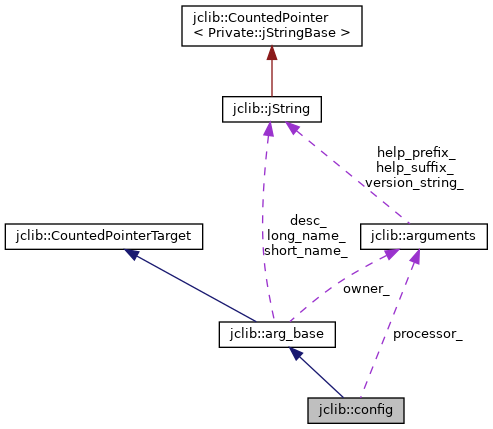 jclib::CountedPointer
< Private::jStringBase >
jclib::jString
help_prefix_
help_suffix_
version_string_
desc_
long_name_
short_name_
jclib::CountedPointerTarget
jclib::arguments
owner_
jclib::arg_base
processor_
jclib::config